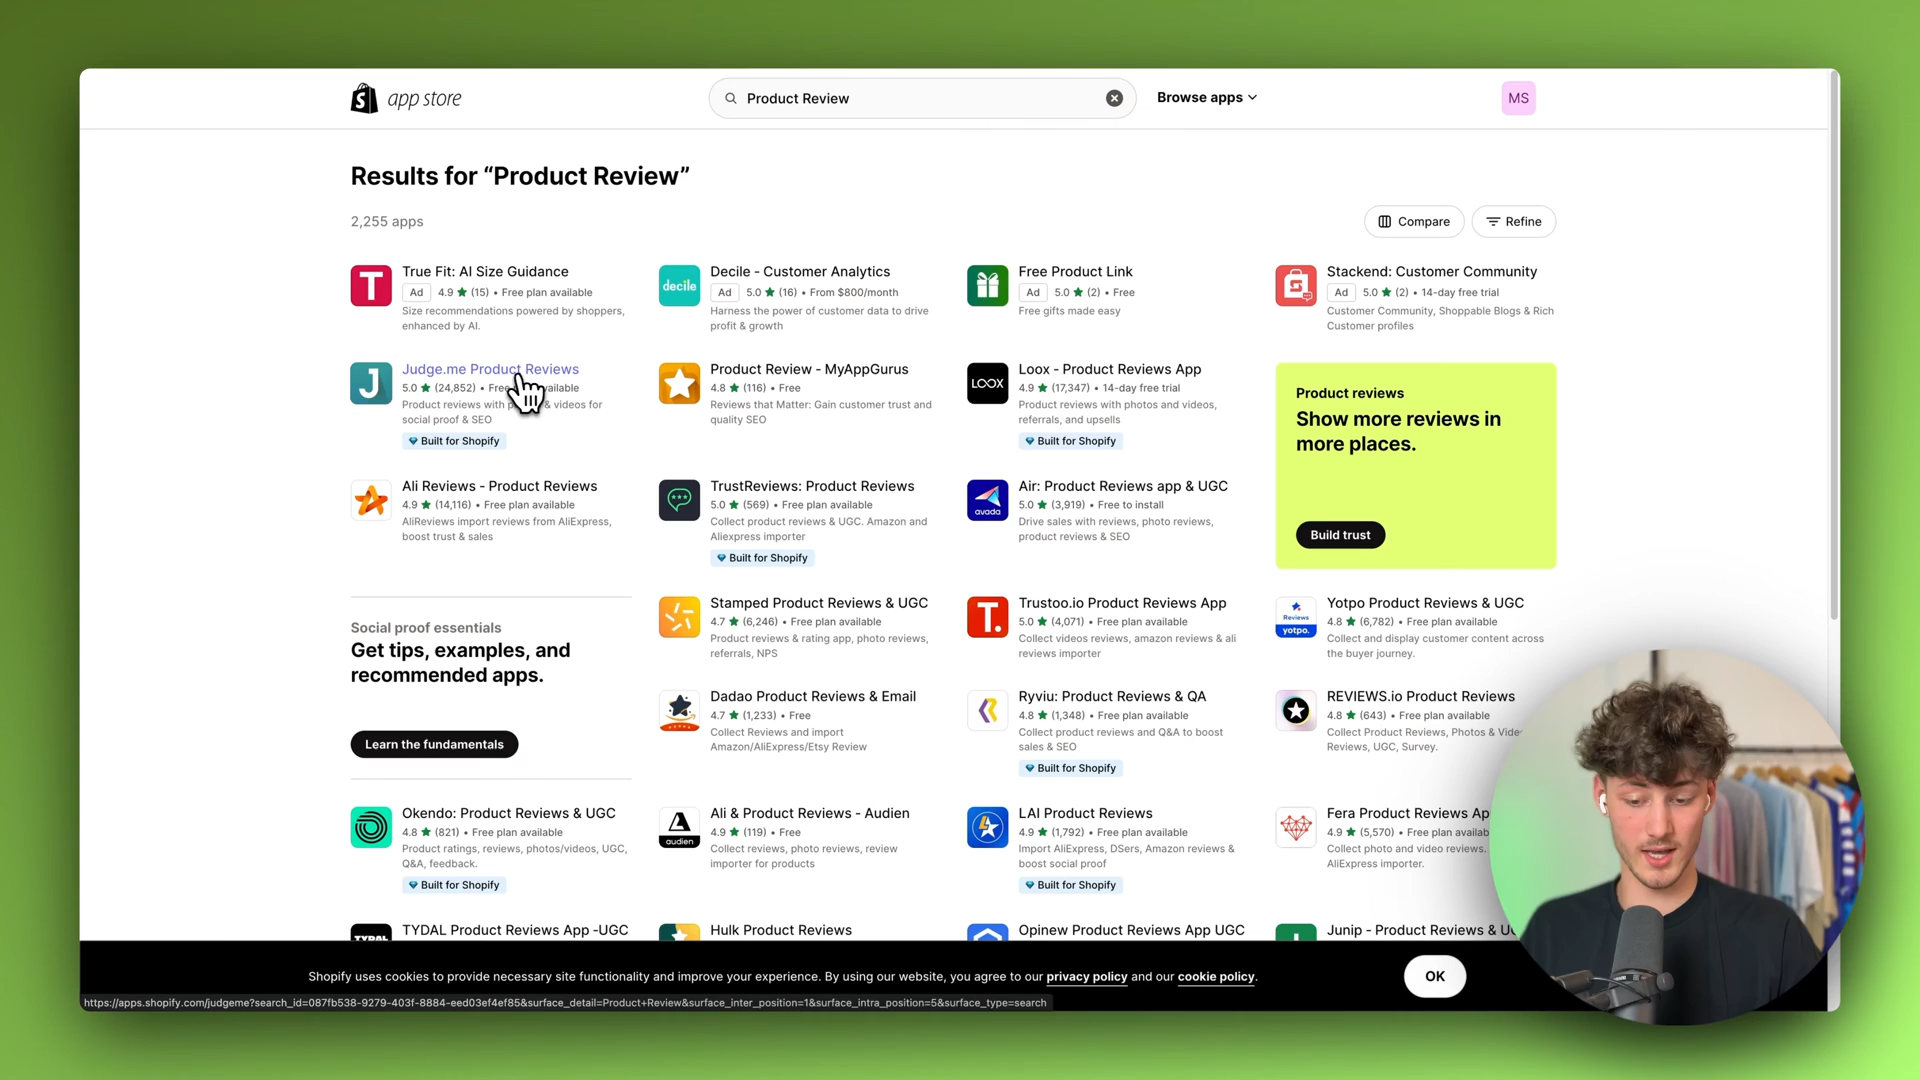 app store
Product Review
Browse apps
MS
Results for “Product Review”
2,255 apps
Compare
Refine
True Fit: AI Size Guidance
Ad 4.9 ★ (15) • Free plan available
Size recommendations powered by shoppers,
enhanced by AI.
decile
Decile - Customer Analytics
Ad 5.0 ★ (16) • From $800/month
Harness the power of customer data to drive
profit & growth
Free Product Link
Ad 5.0 ★ (2) • Free
Free gifts made easy
Stackend: Customer Community
Ad 5.0 ★ (2) • 14-day free trial
Customer Community, Shoppable Blogs & Rich
Customer profiles
Judge.me Product Reviews
5.0 ★ (24,852) • Free available
Product reviews with & videos for
social proof & SEO
Built for Shopify
Product Review - MyAppGurus
4.8 ★ (116) • Free
Reviews that Matter: Gain customer trust and
quality SEO
LOOX
Loox - Product Reviews App
4.9 ★ (17,347) • 14-day free trial
Product reviews with photos and videos,
referrals, and upsells
Built for Shopify
Product reviews
Show more reviews in
more places.
Build trust
Ali Reviews - Product Reviews
4.9 ★ (14,116) • Free plan available
AliReviews import reviews from AliExpress,
boost trust & sales
TrustReviews: Product Reviews
5.0 ★ (569) • Free plan available
Collect product reviews & UGC. Amazon and
Aliexpress importer
Built for Shopify
avada
Air: Product Reviews app & UGC
5.0 ★ (3,919) • Free to install
Drive sales with reviews, photo reviews,
product reviews & SEO
Social proof essentials
Get tips, examples, and
recommended apps.
Learn the fundamentals
Stamped Product Reviews & UGC
4.7 ★ (6,246) • Free plan available
Product reviews & rating app, photo reviews,
referrals, NPS
T.
Trustoo.io Product Reviews App
5.0 ★ (4,071) • Free plan available
Collect videos reviews, amazon reviews & ali
reviews importer
Reviews
yotpo.
Yotpo Product Reviews & UGC
4.8 ★ (6,782) • Free plan available
Collect and display customer content across
the buyer journey.
Dadao Product Reviews & Email
4.7 ★ (1,233) • Free
Collect Reviews and import
Amazon/AliExpress/Etsy Review
Ryviu: Product Reviews & QA
4.8 ★ (1,348) • Free plan available
Collect product reviews and Q&A to boost
sales & SEO
Built for Shopify
REVIEWS.io Product Reviews
4.8 ★ (643) • Free plan available
Collect Product Reviews, Photos &
Reviews, UGC, Survey.
Okendo: Product Reviews & UGC
4.8 ★ (821) • Free plan available
Product ratings, reviews, photos/videos, UGC,
Q&A, feedback.
Built for Shopify
audien
Ali & Product Reviews - Audien
4.9 ★ (119) • Free
Collect reviews, photo reviews, review
importer for products
LAI Product Reviews
4.9 ★ (1,792) • Free plan available
Import AliExpress, DSers, Amazon reviews &
boost social proof
Built for Shopify
Fera Product Reviews Ap
4.9 ★ (5,570) • Free plan availab
Collect photo and video reviews.
AliExpress importer.
TYDAL Product Reviews App -UGC
Hulk Product Reviews
Opinew Product Reviews App UGC
Junip - Product Reviews &
Shopify uses cookies to provide necessary site functionality and improve your experience. By using our website, you agree to our privacy policy and our cookie policy.
OK
https://apps.shopify.com/judgeme?search_id=087fb538-9279-403f-8884-eed03ef4ef85&surface_detail=Product+Review&surface_inter_position=1&surface_intra_position=5&surface_type=search